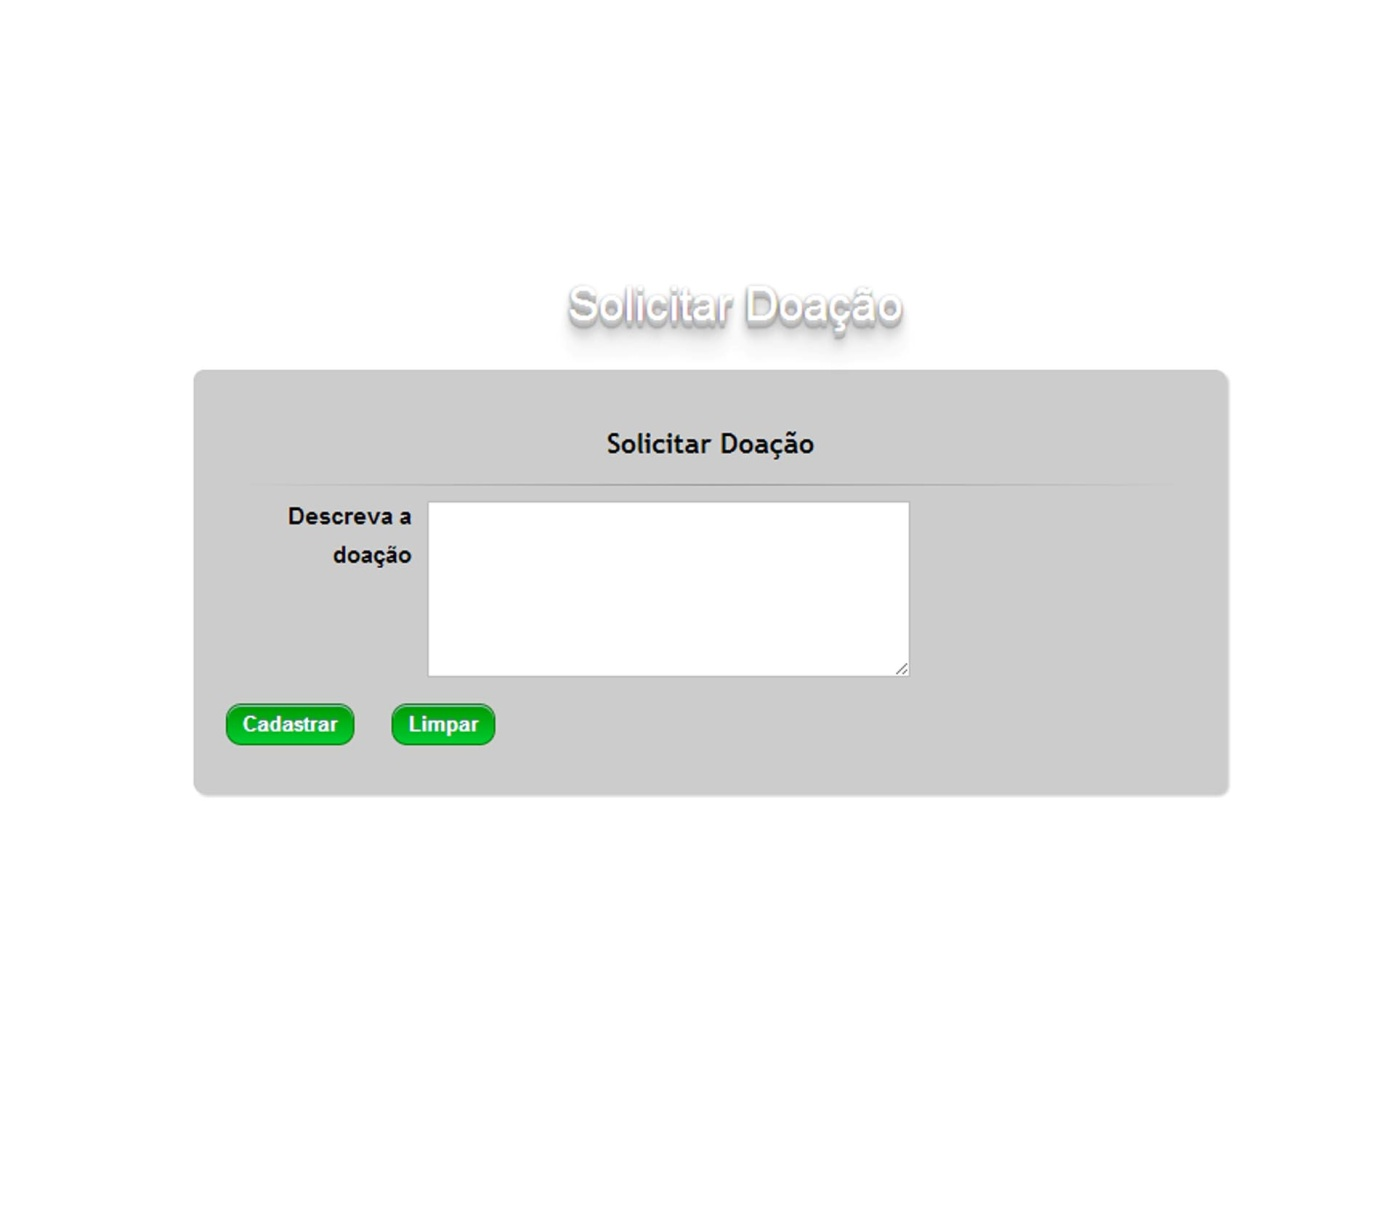 Solicitar Doação
Solicitar Doação
Descreva a
doação
Cadastrar Limpar